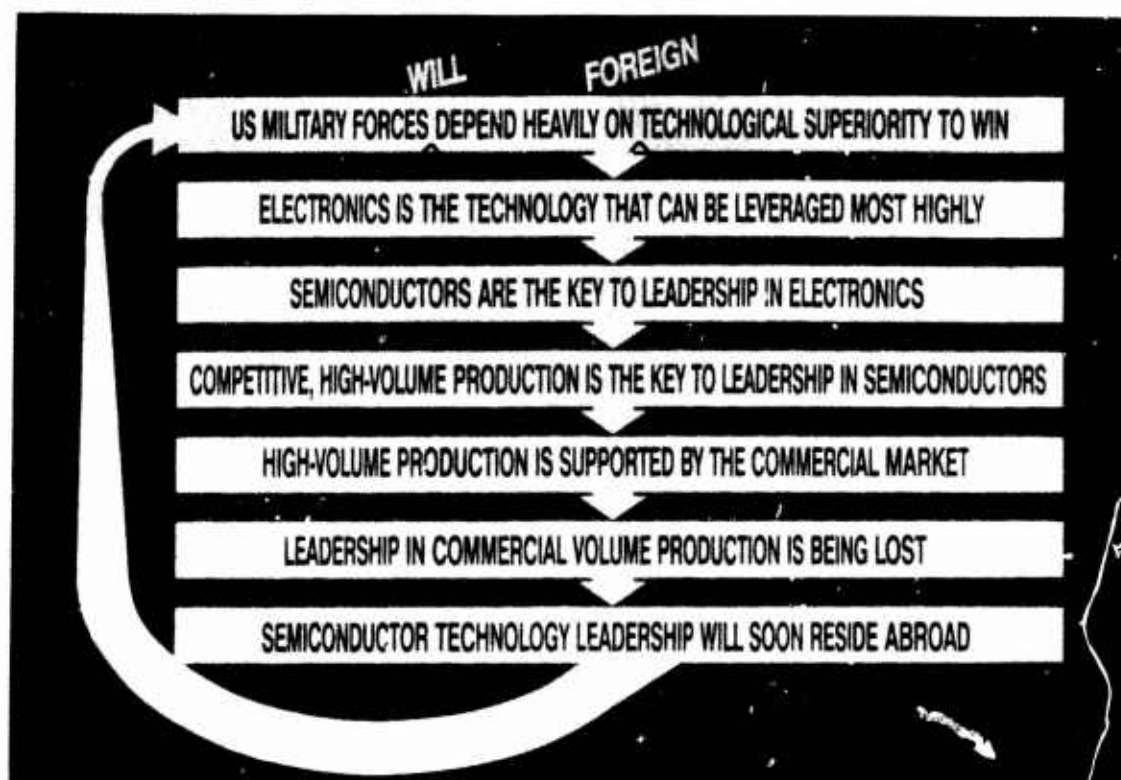 WILL FOREIGN
US MILITARY FORCES DEPEND HEAVILY ON TECHNOLOGICAL SUPERIORITY TO WIN
ELECTRONICS IS THE TECHNOLOGY THAT CAN BE LEVERAGED MOST HIGHLY
SEMICONDUCTORS ARE THE KEY TO LEADERSHIP IN ELECTRONICS
COMPETITIVE, HIGH-VOLUME PRODUCTION IS THE KEY TO LEADERSHIP IN SEMICONDUCTORS
HIGH-VOLUME PRODUCTION IS SUPPORTED BY THE COMMERCIAL MARKET
LEADERSHIP IN COMMERCIAL VOLUME PRODUCTION IS BEING LOST
SEMICONDUCTOR TECHNOLOGY LEADERSHIP WILL SOON RESIDE ABROAD